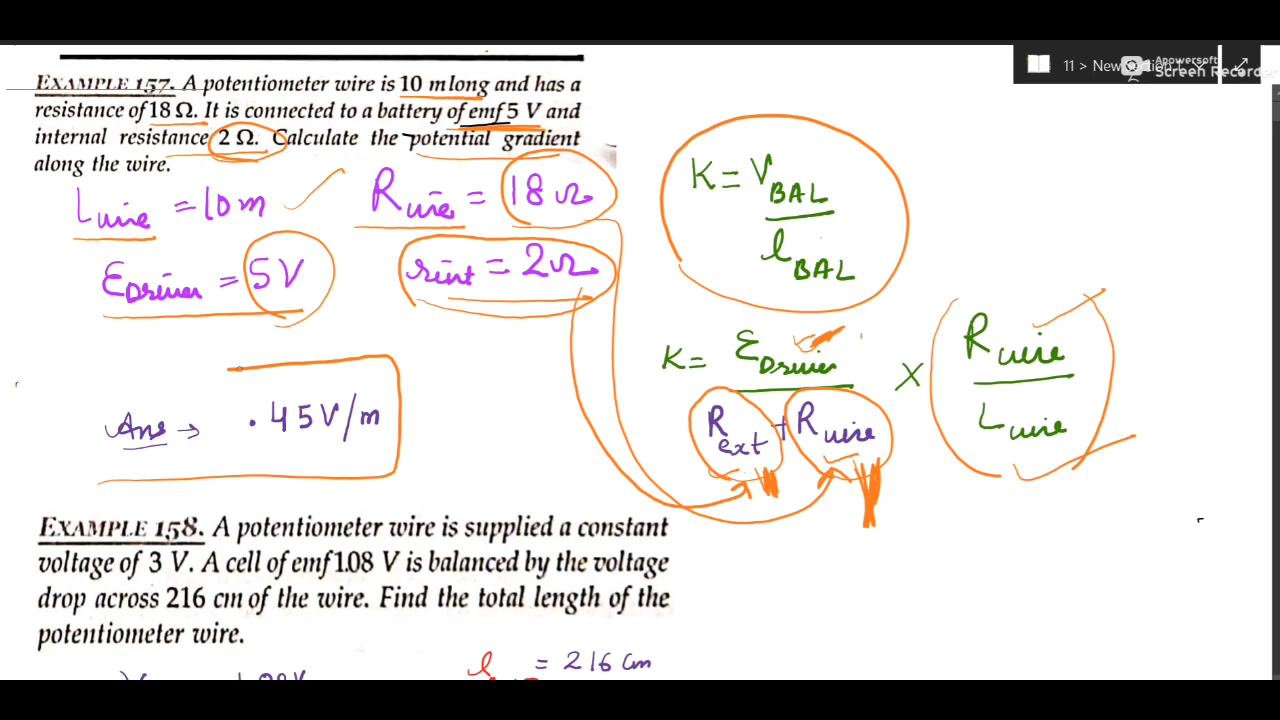 11 > New Section
Apowersoft
Screen Recorder
EXAMPLE 157. A potentiometer wire is 10 m long and has a
resistance of 18 Ω. It is connected to a battery of emf 5 V and
internal resistance 2 Ω. Calculate the potential gradient
along the wire.
L wire = 10 m
R wire = 18 Ω
E Driver = 5 V
r int = 2 Ω
K = V BAL / l BAL
K = E Driver / R ext + R wire × R wire / L wire
Ans → .45 V/m
EXAMPLE 158. A potentiometer wire is supplied a constant
voltage of 3 V. A cell of emf 1.08 V is balanced by the voltage
drop across 216 cm of the wire. Find the total length of the
potentiometer wire.
l = 216 cm